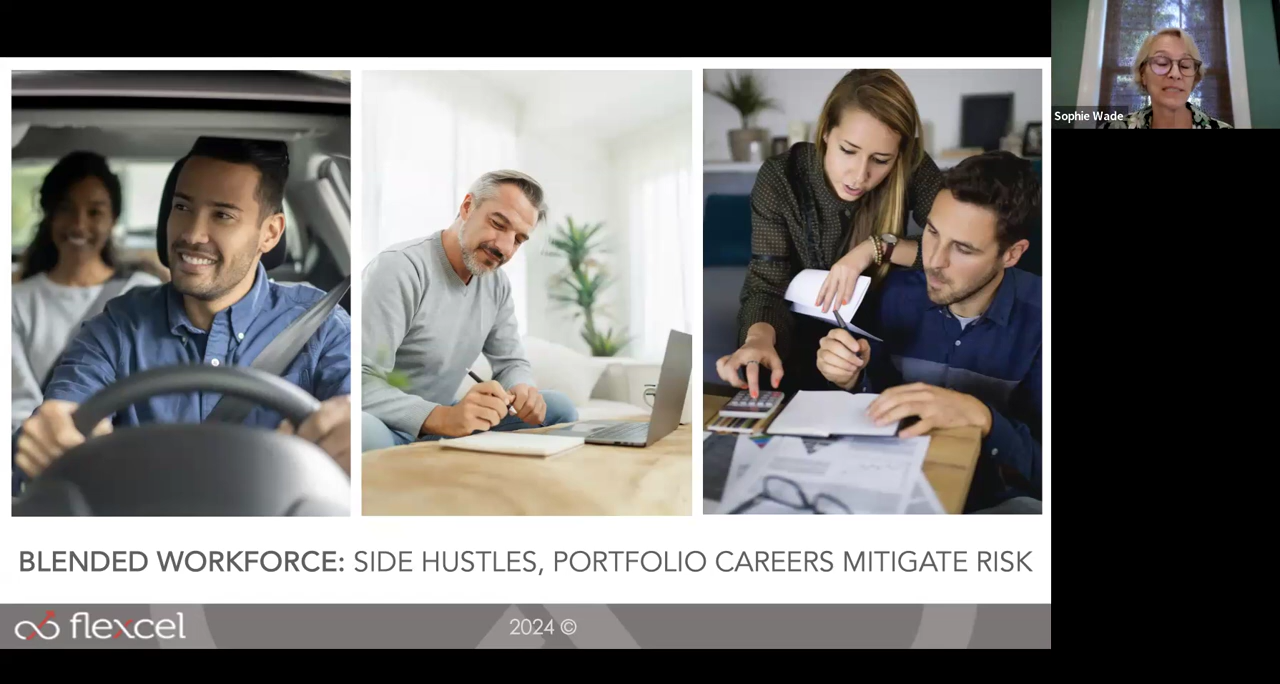 Sophie Wade
BLENDED WORKFORCE: SIDE HUSTLES, PORTFOLIO CAREERS MITIGATE RISK
flexcel
2024 ©